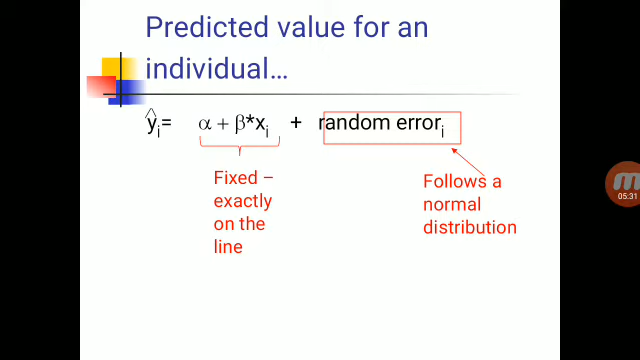 Predicted value for an
individual…
ŷi= α + β*xi + random errori
Fixed –
exactly
on the
line
Follows a
normal
distribution
05:31